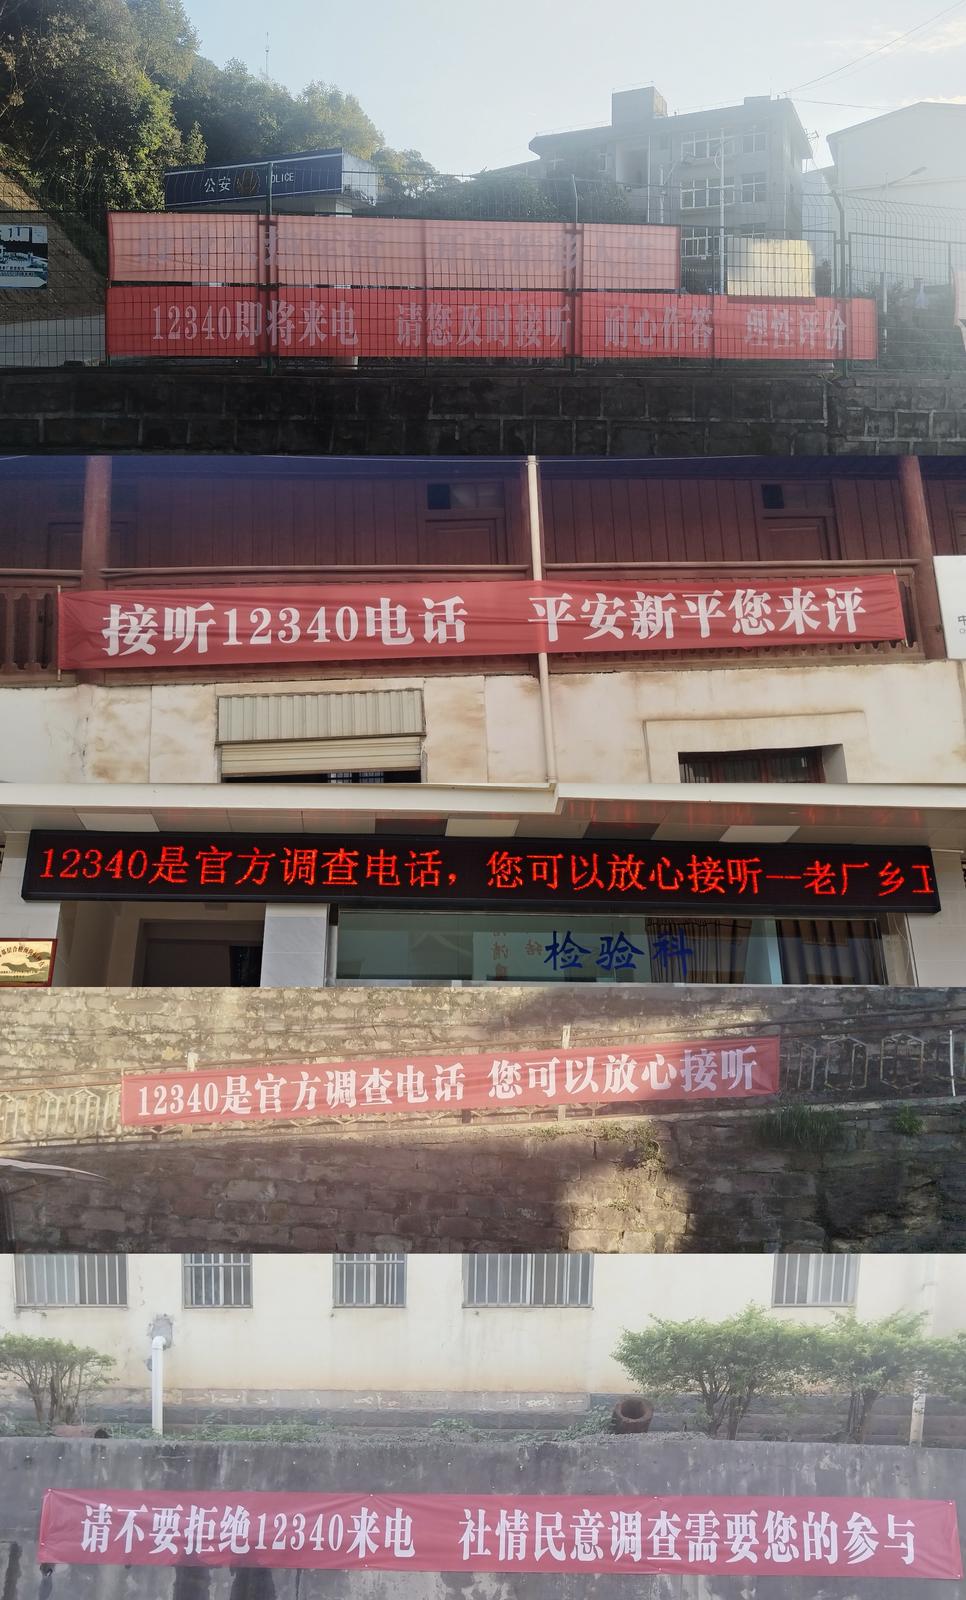 公安 POLICE
12340即将来电 请您及时接听 耐心作答 理性评价
接听12340电话 平安新平您来评
12340是官方调查电话，您可以放心接听--老厂乡
检验科
12340是官方调查电话 您可以放心接听
请不要拒绝12340来电 社情民意调查需要您的参与